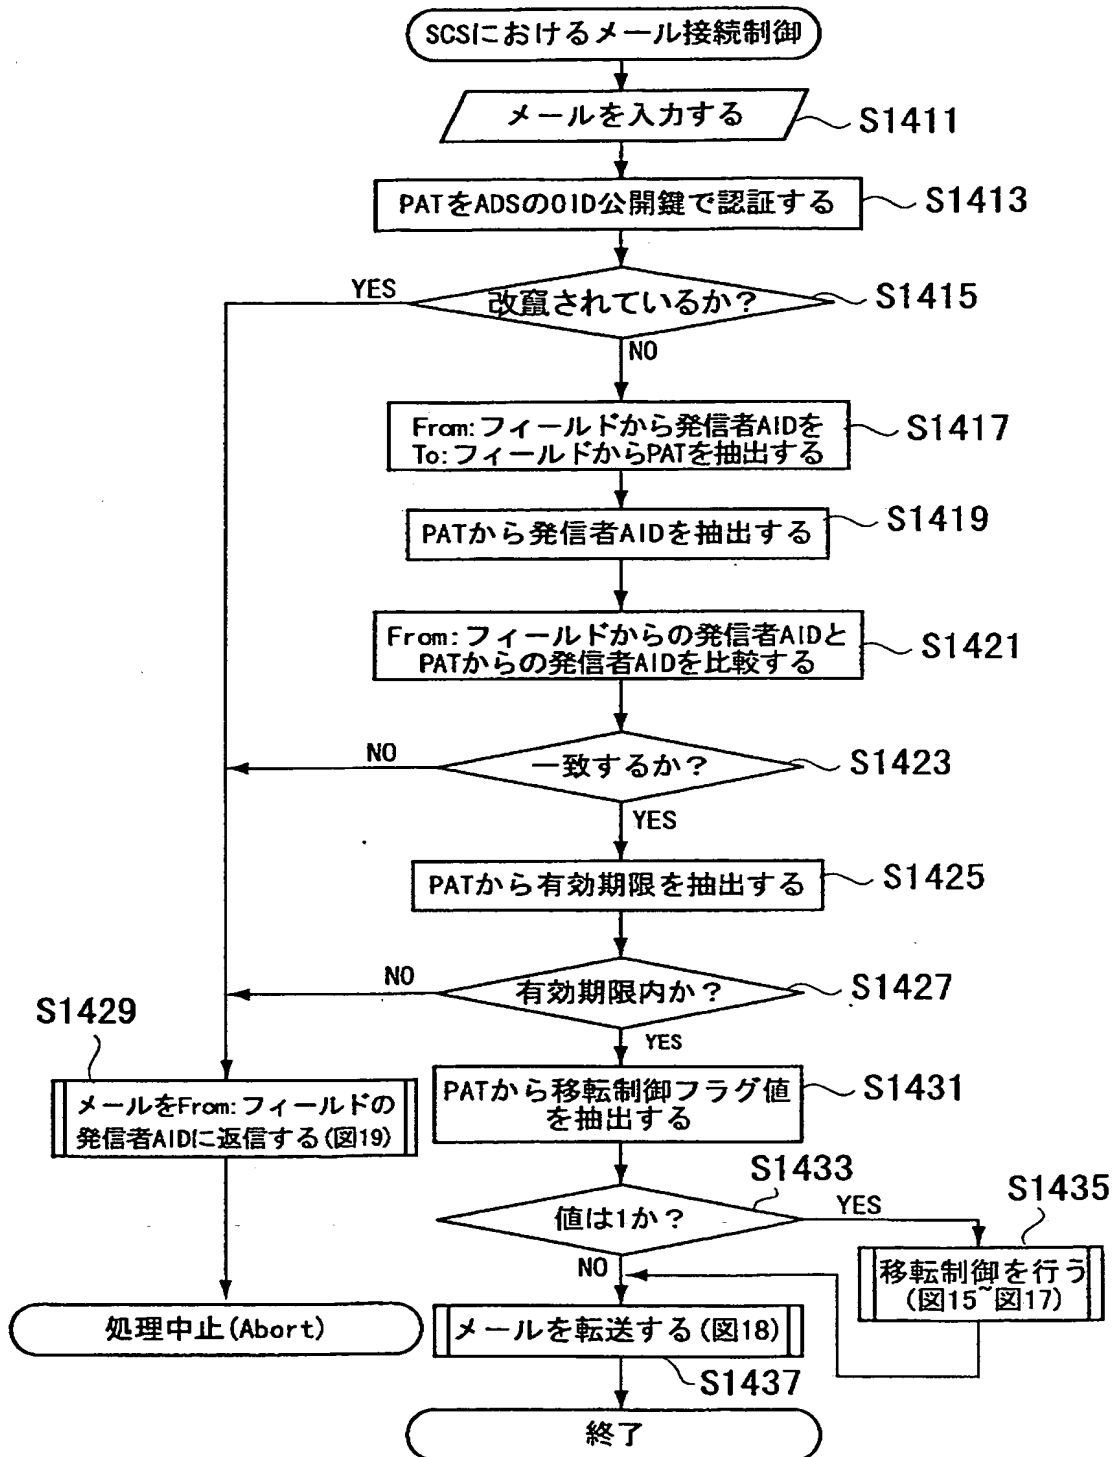 SCSにおけるメール接続制御
メールを入力する
S1411
PATをADSのOID公開鍵で認証する
S1413
YES
改竄されているか?
S1415
NO
From:フィールドから発信者AIDを
To:フィールドからPATを抽出する
S1417
PATから発信者AIDを抽出する
S1419
From:フィールドからの発信者AIDと
PATからの発信者AIDを比較する
S1421
NO
一致するか?
S1423
YES
PATから有効期限を抽出する
S1425
NO
有効期限内か?
S1427
YES
S1429
メールをFrom:フィールドの
発信者AIDに返信する(図19)
PATから移転制御フラグ値
を抽出する
S1431
S1433
値は1か?
YES
S1435
NO
移転制御を行う
(図15~図17)
処理中止(Abort)
メールを転送する(図18)
S1437
終了